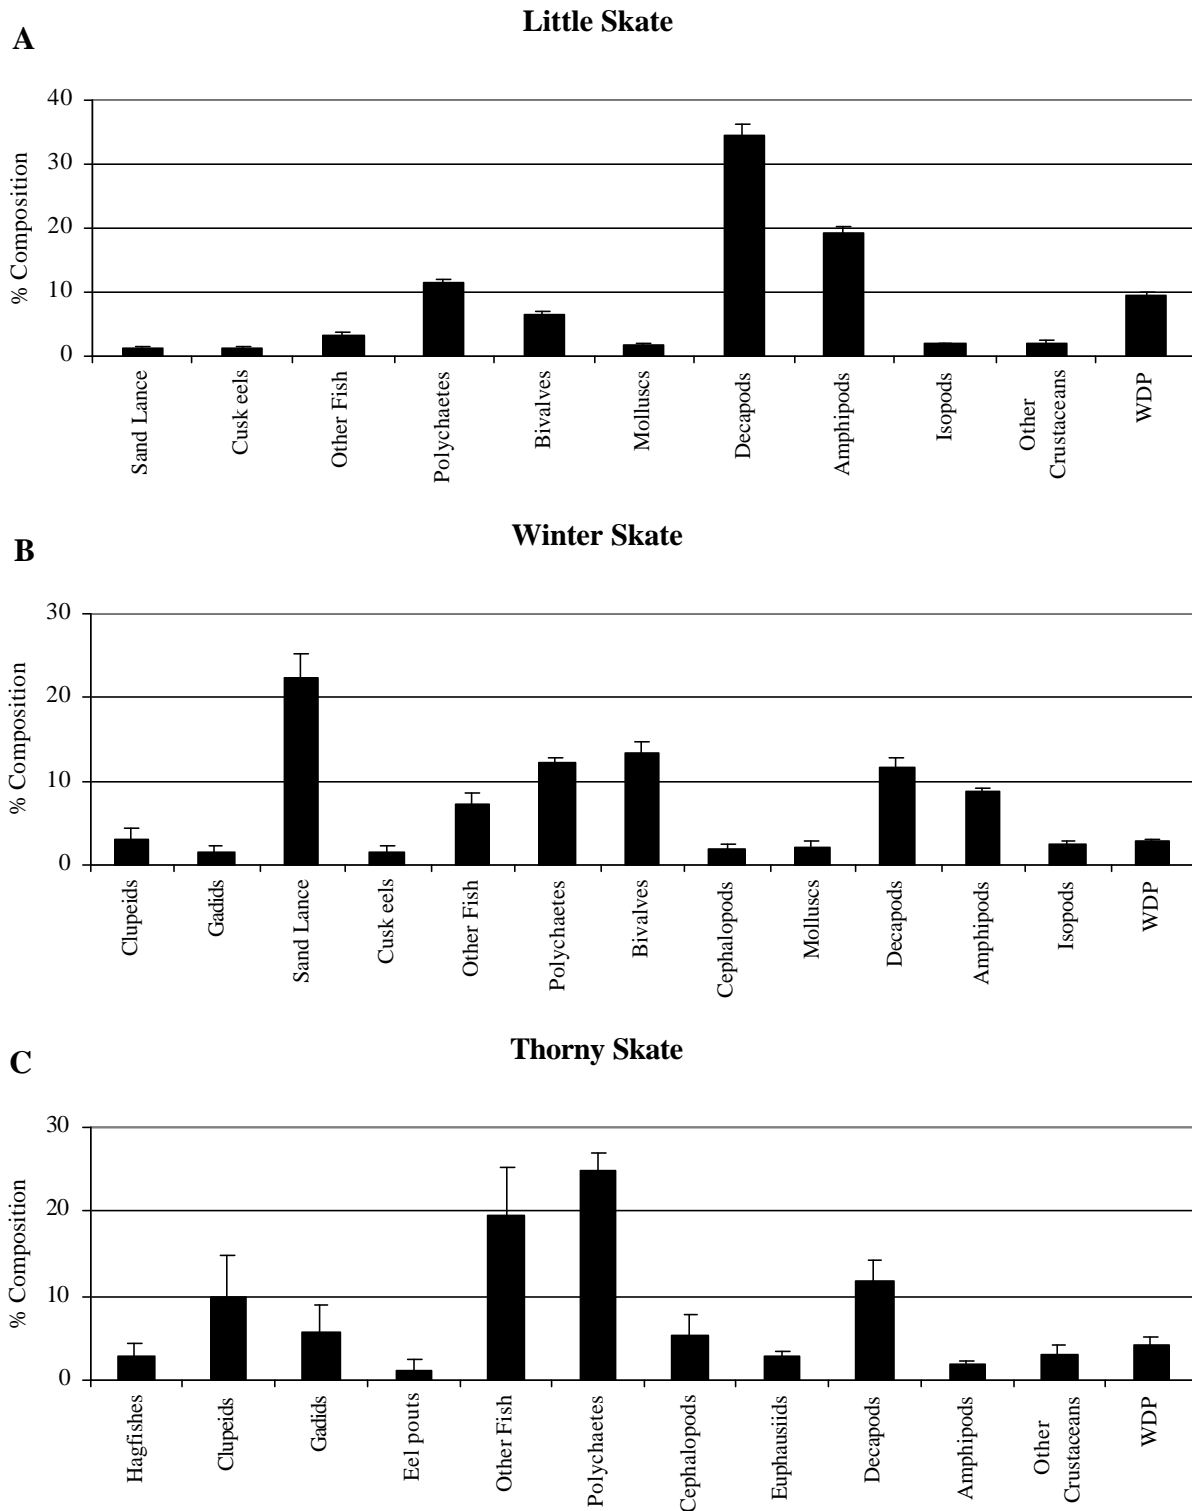 Little Skate
A
40
30
20
10
0
% Composition
Sand Lance
Cusk eels
Other Fish
Polychaetes
Bivalves
Molluscs
Decapods
Amphipods
Isopods
Other
Crustaceans
WDP
Winter Skate
B
30
20
10
0
% Composition
Clupeids
Gadids
Sand Lance
Cusk eels
Other Fish
Polychaetes
Bivalves
Cephalopods
Molluscs
Decapods
Amphipods
Isopods
WDP
Thorny Skate
C
30
20
10
0
% Composition
Hagfishes
Clupeids
Gadids
Eel pouts
Other Fish
Polychaetes
Cephalopods
Euphausiids
Decapods
Amphipods
Other
Crustaceans
WDP